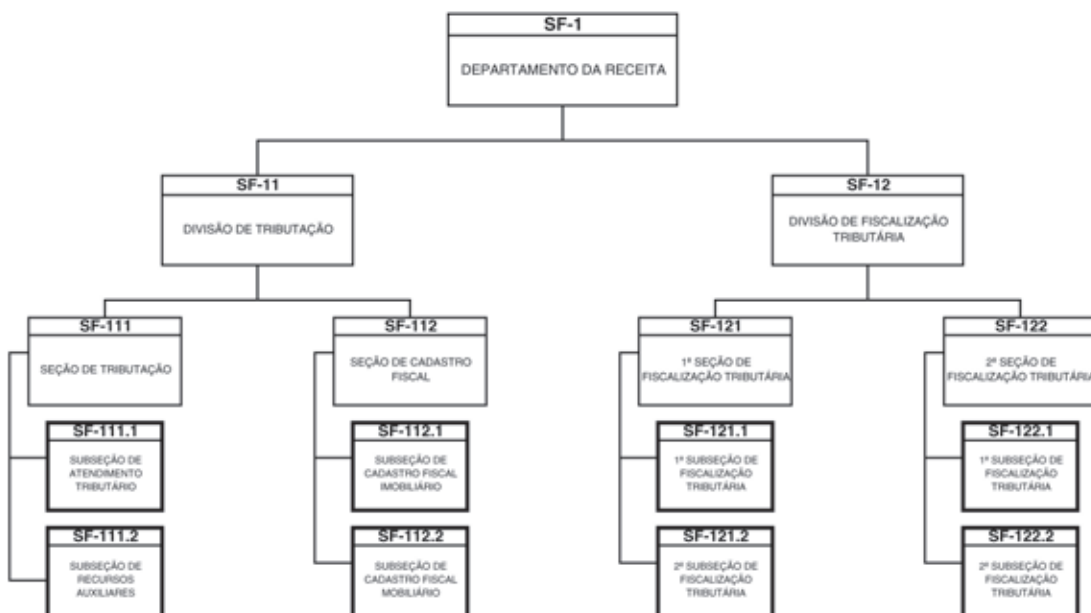 SF-1
DEPARTAMENTO DA RECEITA
SF-11
DIVISÃO DE TRIBUTAÇÃO
SF-12
DIVISÃO DE FISCALIZAÇÃO
TRIBUTÁRIA
SF-111
SEÇÃO DE TRIBUTAÇÃO
SF-112
SEÇÃO DE CADASTRO
FISCAL
SF-121
1ª SEÇÃO DE
FISCALIZAÇÃO TRIBUTÁRIA
SF-122
2ª SEÇÃO DE
FISCALIZAÇÃO TRIBUTÁRIA
SF-111.1
SUBSEÇÃO DE
ATENDIMENTO
TRIBUTÁRIO
SF-112.1
SUBSEÇÃO DE
CADASTRO FISCAL
IMOBILIÁRIO
SF-121.1
1ª SUBSEÇÃO DE
FISCALIZAÇÃO
TRIBUTÁRIA
SF-122.1
1ª SUBSEÇÃO DE
FISCALIZAÇÃO
TRIBUTÁRIA
SF-111.2
SUBSEÇÃO DE
RECURSOS
AUXILIARES
SF-112.2
SUBSEÇÃO DE
CADASTRO FISCAL
MOBILIÁRIO
SF-121.2
2ª SUBSEÇÃO DE
FISCALIZAÇÃO
TRIBUTÁRIA
SF-122.2
2ª SUBSEÇÃO DE
FISCALIZAÇÃO
TRIBUTÁRIA